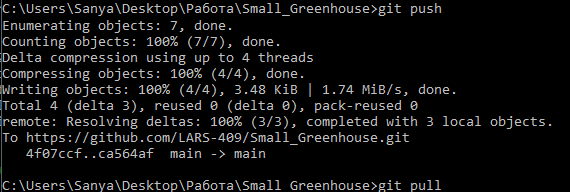 C:\Users\Sanya\Desktop\Работа\Small_Greenhouse>git push
Enumerating objects: 7, done.
Counting objects: 100% (7/7), done.
Delta compression using up to 4 threads
Compressing objects: 100% (4/4), done.
Writing objects: 100% (4/4), 3.48 KiB | 1.74 MiB/s, done.
Total 4 (delta 3), reused 0 (delta 0), pack-reused 0
remote: Resolving deltas: 100% (3/3), completed with 3 local objects.
To https://github.com/LARS-409/Small_Greenhouse.git
   4f07ccf..ca564af  main -> main
C:\Users\Sanya\Desktop\Работа\Small_Greenhouse>git pull